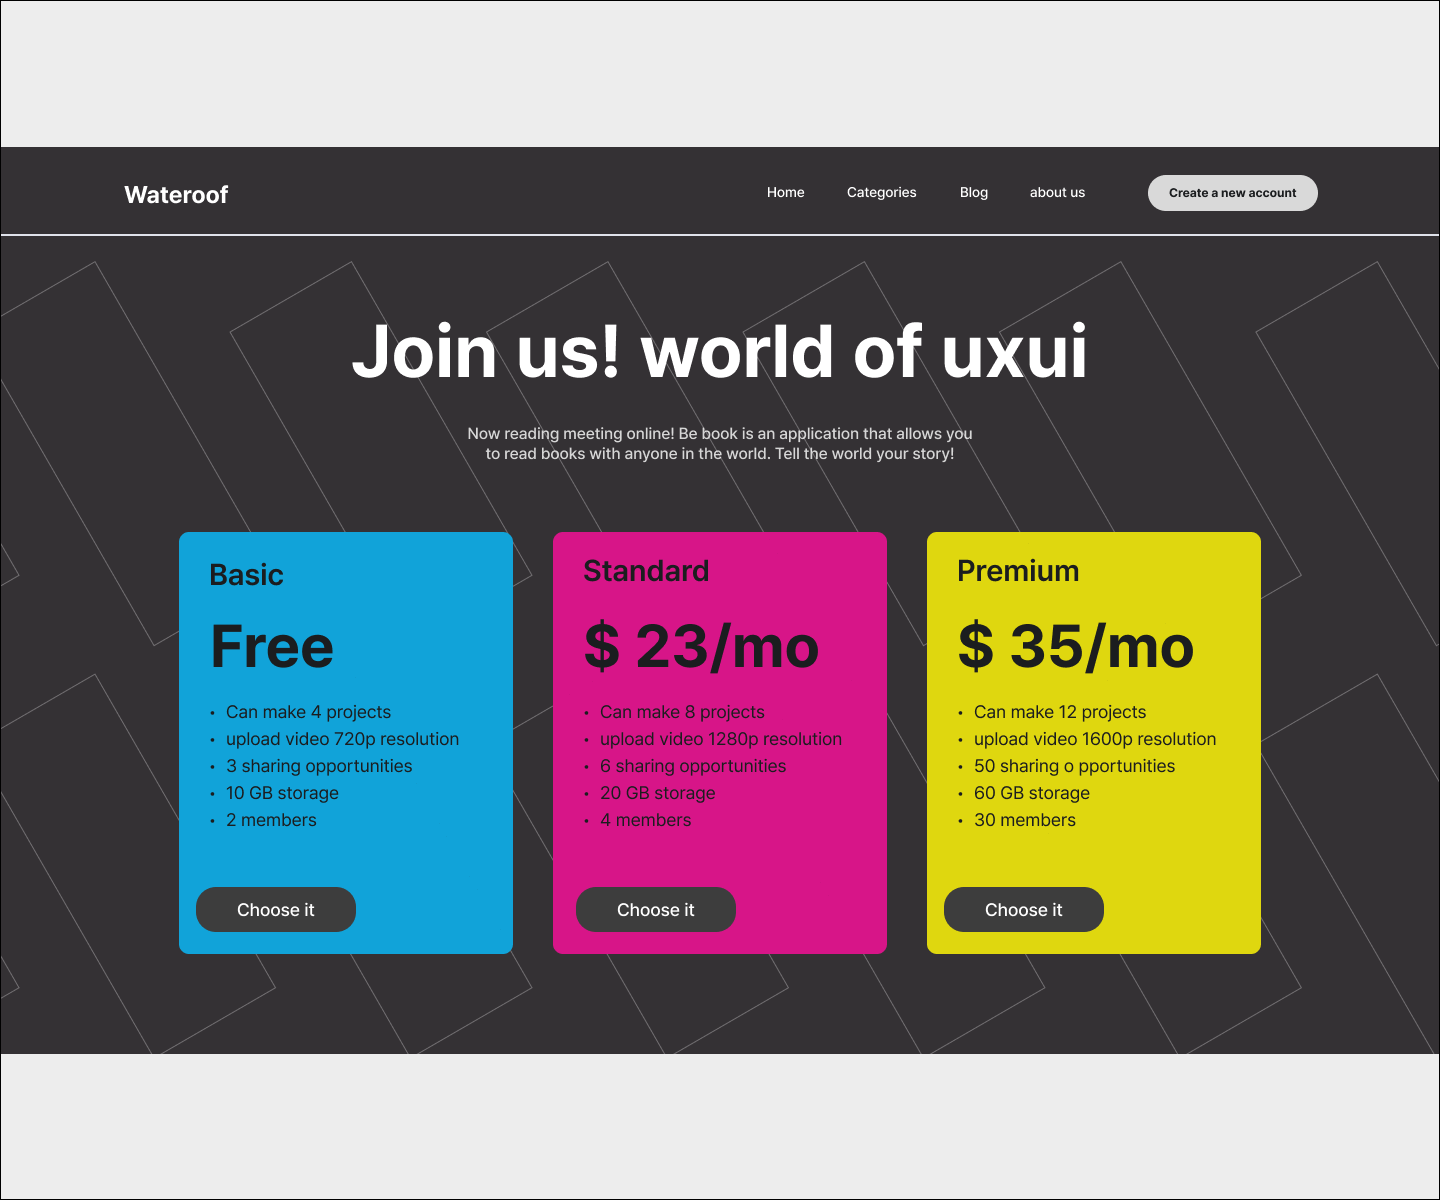 Wateroof
Home
Categories
Blog
about us
Create a new account
Join us! world of uxui
Now reading meeting online! Be book is an application that allows you
to read books with anyone in the world. Tell the world your story!
Basic
Free
• Can make 4 projects
• upload video 720p resolution
• 3 sharing opportunities
• 10 GB storage
• 2 members
Choose it
Standard
$ 23/mo
• Can make 8 projects
• upload video 1280p resolution
• 6 sharing opportunities
• 20 GB storage
• 4 members
Choose it
Premium
$ 35/mo
• Can make 12 projects
• upload video 1600p resolution
• 50 sharing o pportunities
• 60 GB storage
• 30 members
Choose it